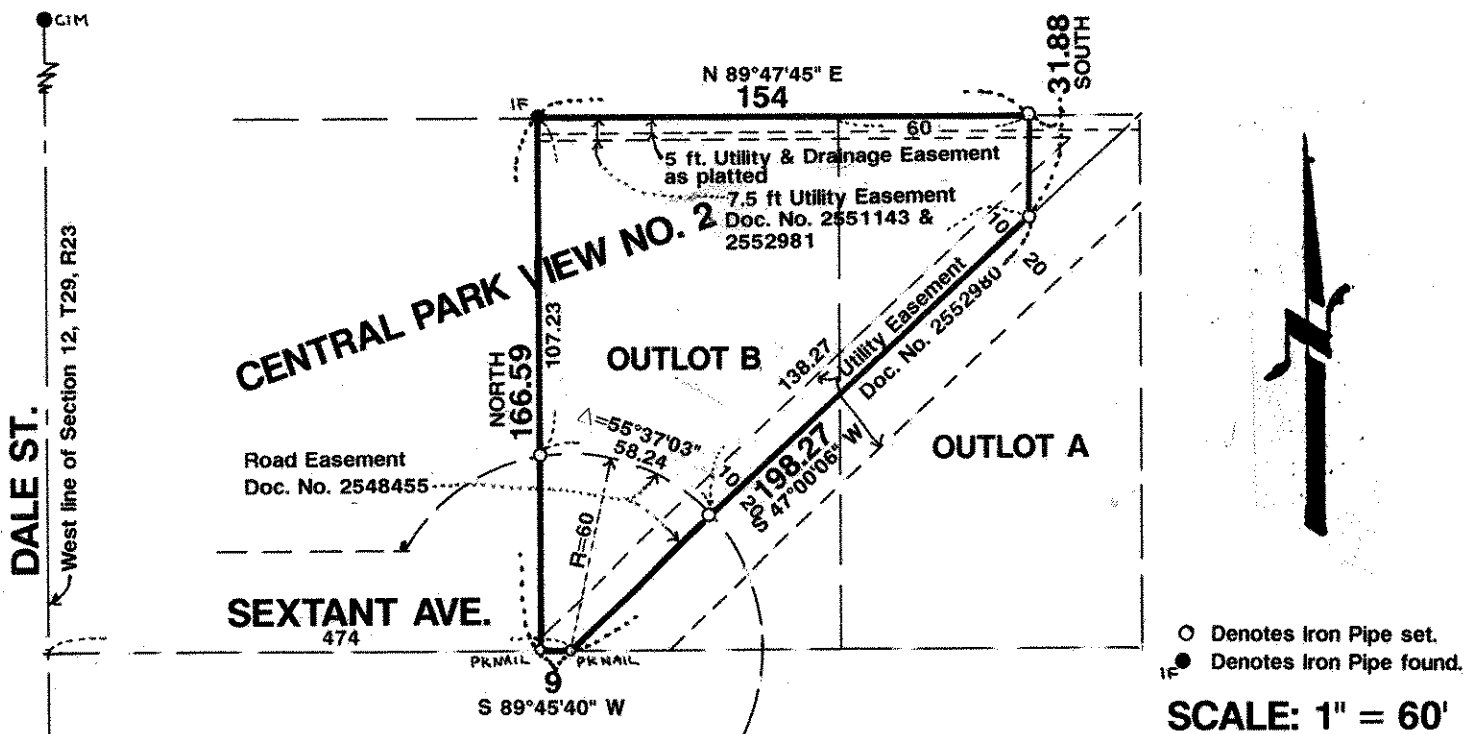 CIM
N 89°47'45" E
154
31.88
SOUTH
IF
60
5 ft. Utility & Drainage Easement
as platted
7.5 ft Utility Easement
Doc. No. 2551143 &
2552981
CENTRAL PARK VIEW NO. 2
10
20
Utility Easement
Doc. No. 2552980
138.27
OUTLOT B
OUTLOT A
107.23
NORTH
166.59
△=55°37'03"
58.24
Road Easement
Doc. No. 2548455
10
20
198.27
S 47°00'06" W
R=60
DALE ST.
West line of Section 12, T29, R23
SEXTANT AVE.
474
PKNAIL
PKNAIL
9
S 89°45'40" W
Denotes Iron Pipe set.
IF
Denotes Iron Pipe found.
SCALE: 1" = 60'